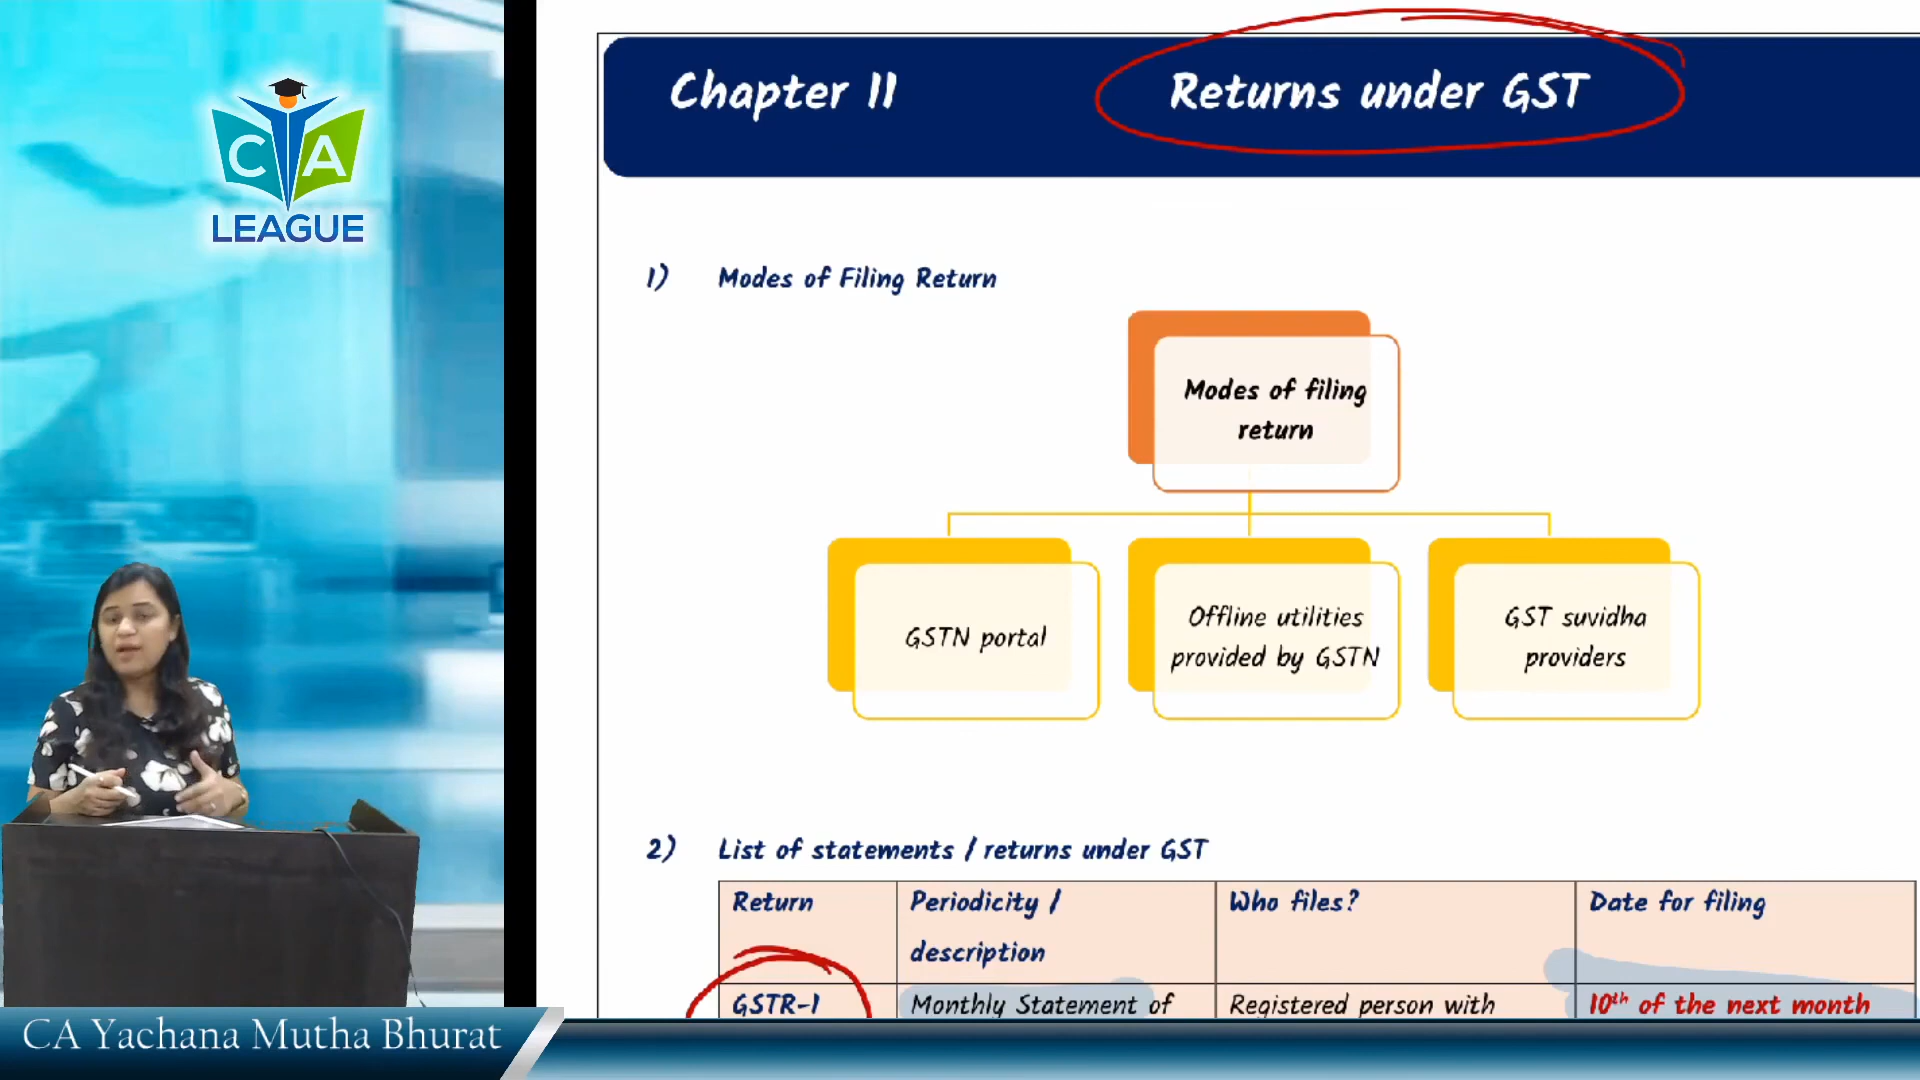 C A
LEAGUE
Chapter 11
Returns under GST
1) Modes of Filing Return
Modes of filing
return
GSTN portal
Offline utilities
provided by GSTN
GST suvidha
providers
2) List of statements / returns under GST
Return
Periodicity /
description
Who files?
Date for filing
GSTR-1
Monthly Statement of
Registered person with
10th of the next month
CA Yachana Mutha Bhurat